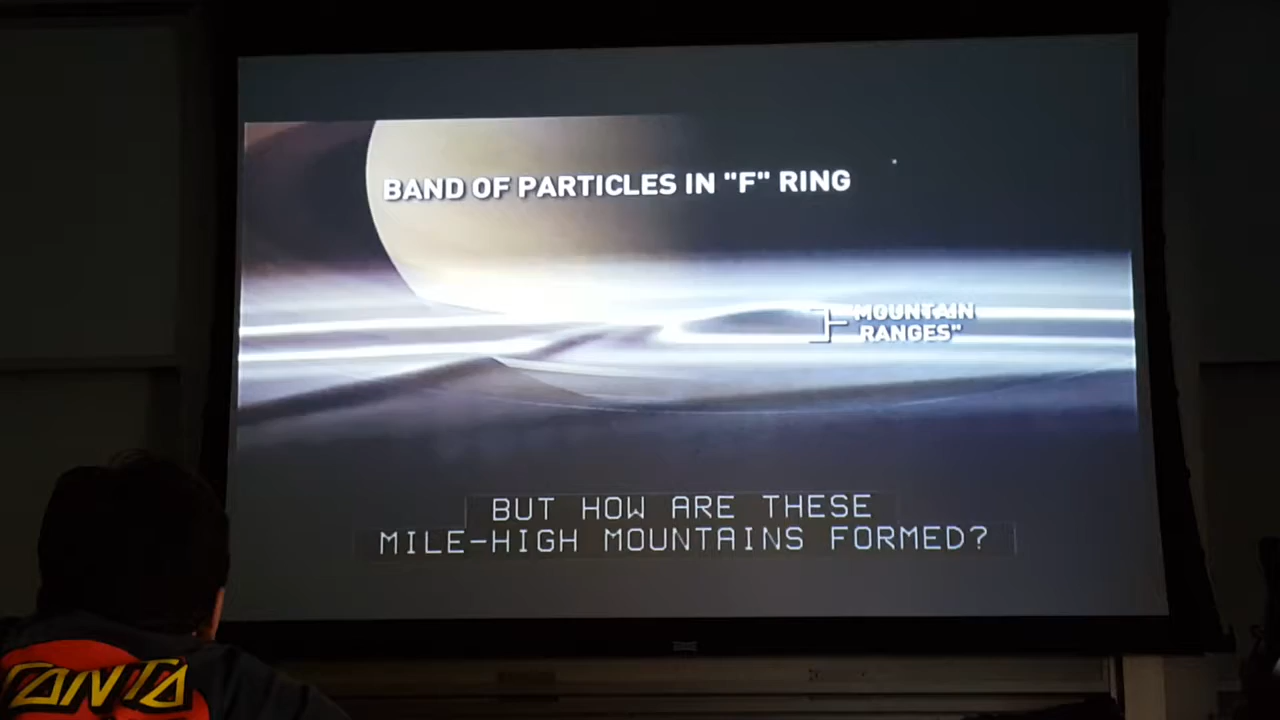 BAND OF PARTICLES IN "F" RING
MOUNTAIN
RANGES"
BUT HOW ARE THESE
MILE-HIGH MOUNTAINS FORMED?